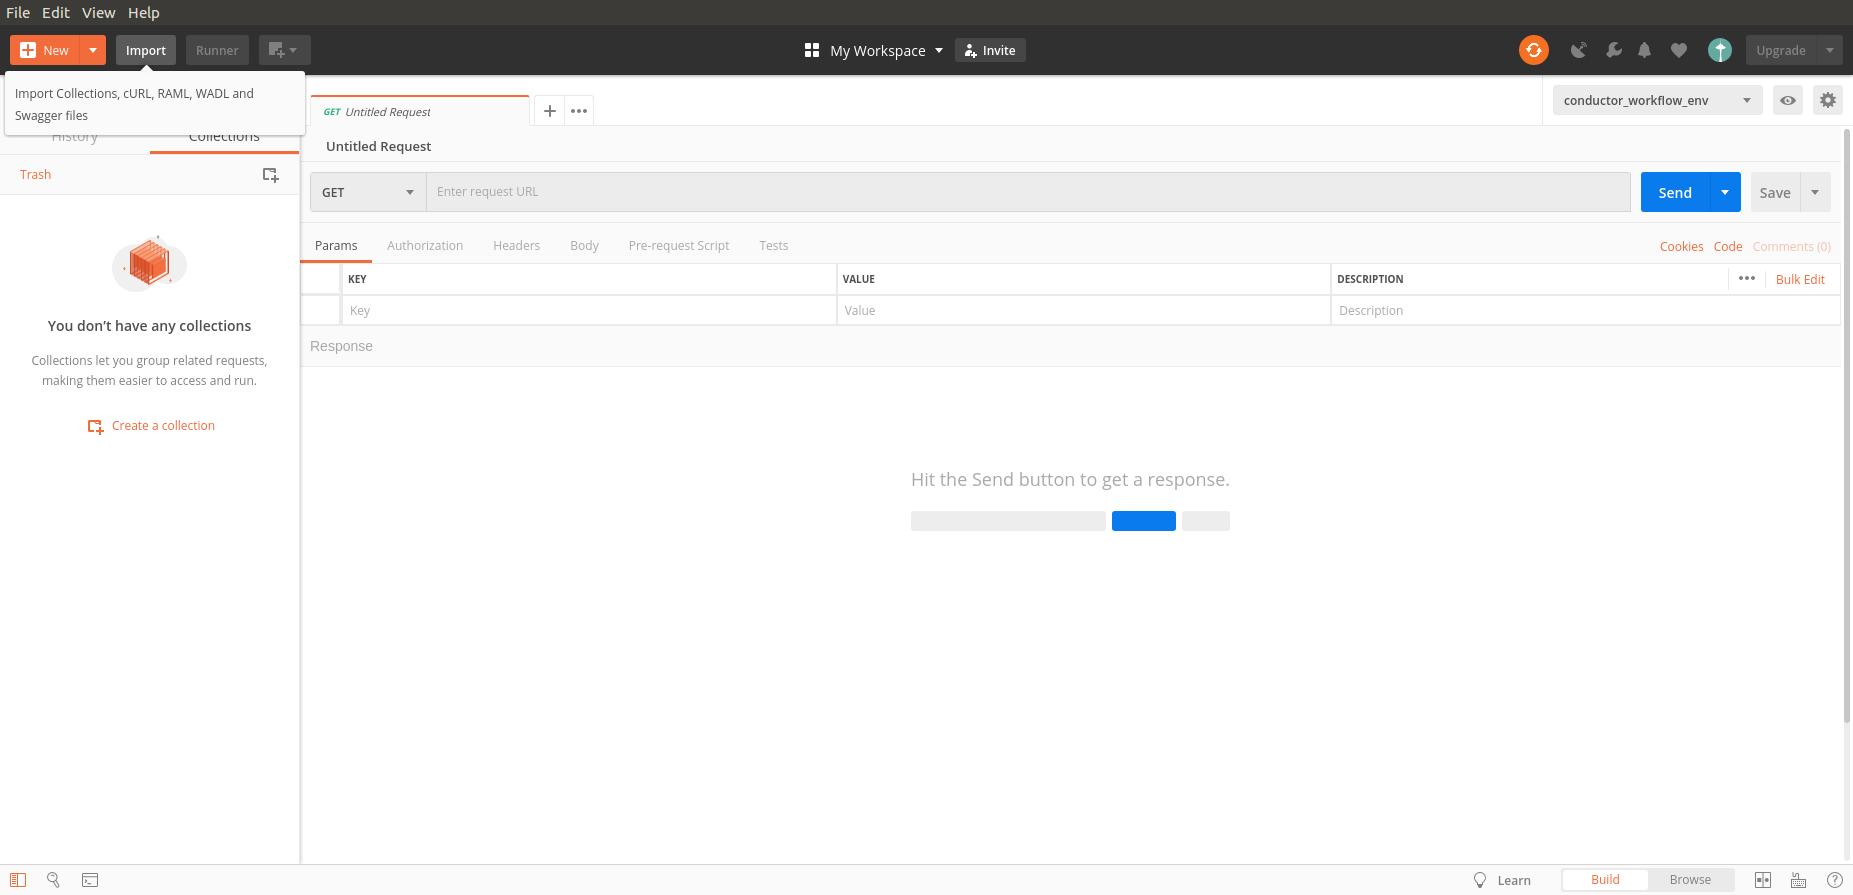 File Edit View Help
New Import Runner My Workspace Invite Upgrade
Import Collections, cURL, RAML, WADL and
Swagger files
History Collections
Trash
You don’t have any collections
Collections let you group related requests,
making them easier to access and run.
Create a collection
GET Untitled Request
conductor_workflow_env
Untitled Request
GET Enter request URL Send Save
Params Authorization Headers Body Pre-request Script Tests Cookies Code Comments (0)
KEY VALUE DESCRIPTION Bulk Edit
Key Value Description
Response
Hit the Send button to get a response.
Learn Build Browse